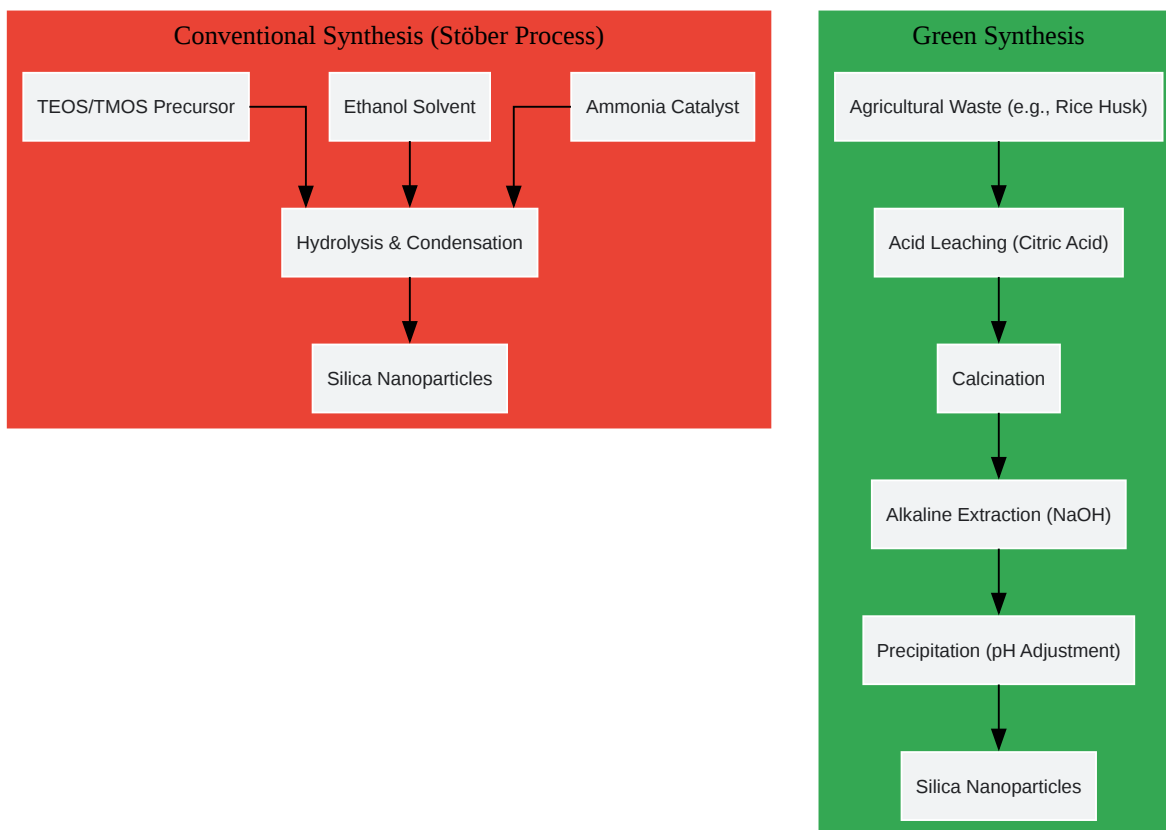 Conventional Synthesis (Stöber Process)
TEOS/TMOS Precursor
Ethanol Solvent
Ammonia Catalyst
Hydrolysis & Condensation
Silica Nanoparticles
Green Synthesis
Agricultural Waste (e.g., Rice Husk)
Acid Leaching (Citric Acid)
Calcination
Alkaline Extraction (NaOH)
Precipitation (pH Adjustment)
Silica Nanoparticles